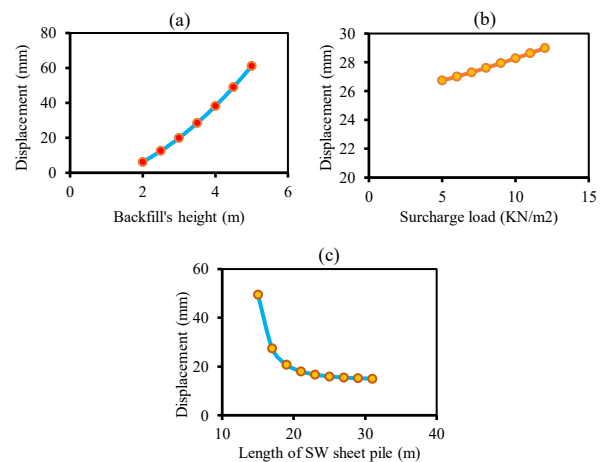 (a)
80
60
40
20
0
Displacement (mm)
0 2 4 6
Backfill's height (m)
(b)
30
28
26
24
22
20
Displacement (mm)
0 5 10 15
Surcharge load (KN/m2)
(c)
60
40
20
0
Displacement (mm)
10 20 30 40
Length of SW sheet pile (m)